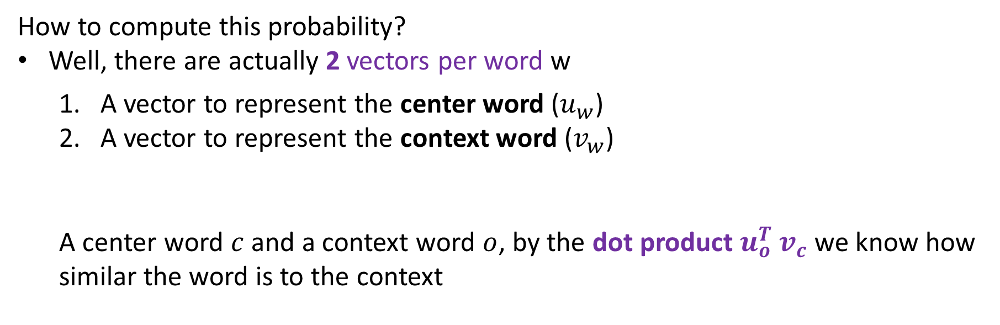 How to compute this probability?
• Well, there are actually 2 vectors per word w
1. A vector to represent the center word ($u_w$)
2. A vector to represent the context word ($v_w$)
A center word $c$ and a context word $o$, by the dot product $u_o^T v_c$ we know how
similar the word is to the context